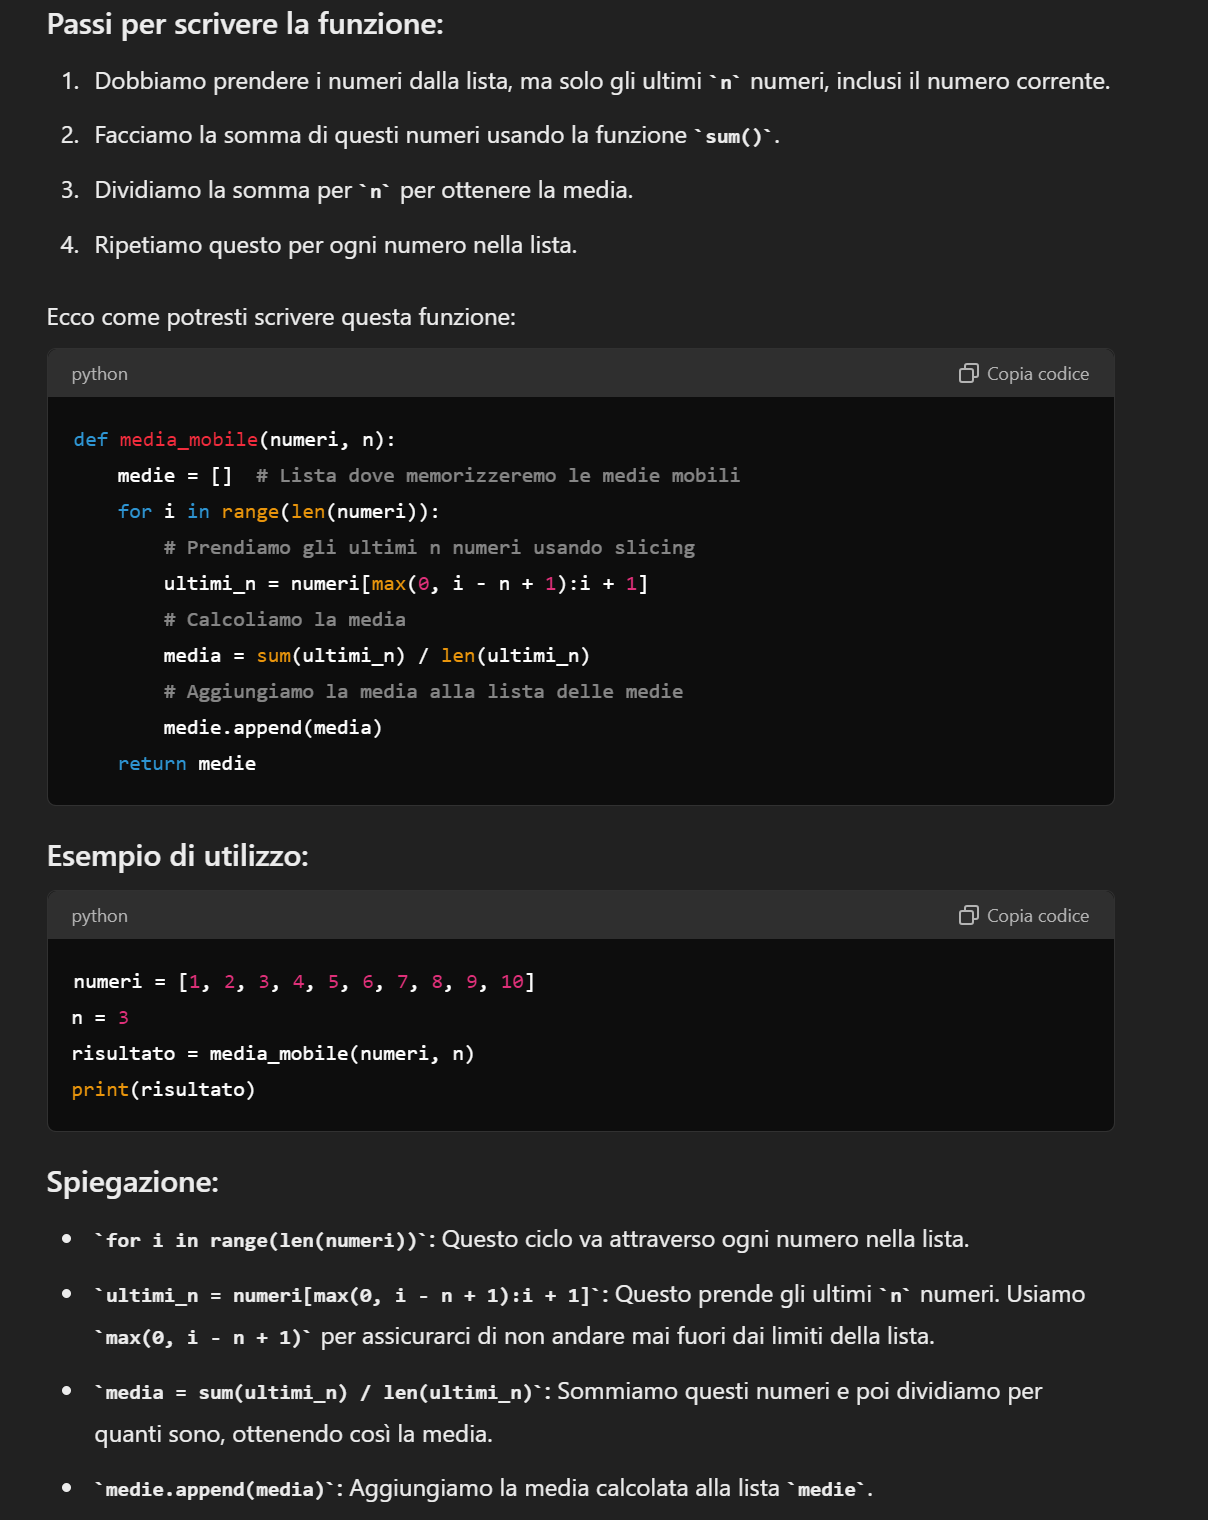 Passi per scrivere la funzione:
1. Dobbiamo prendere i numeri dalla lista, ma solo gli ultimi `n` numeri, inclusi il numero corrente.
2. Facciamo la somma di questi numeri usando la funzione `sum()`.
3. Dividiamo la somma per `n` per ottenere la media.
4. Ripetiamo questo per ogni numero nella lista.
Ecco come potresti scrivere questa funzione:
python Copia codice
def media_mobile(numeri, n):
    medie = []  # Lista dove memorizzeremo le medie mobili
    for i in range(len(numeri)):
        # Prendiamo gli ultimi n numeri usando slicing
        ultimi_n = numeri[max(0, i - n + 1):i + 1]
        # Calcoliamo la media
        media = sum(ultimi_n) / len(ultimi_n)
        # Aggiungiamo la media alla lista delle medie
        medie.append(media)
    return medie
Esempio di utilizzo:
python Copia codice
numeri = [1, 2, 3, 4, 5, 6, 7, 8, 9, 10]
n = 3
risultato = media_mobile(numeri, n)
print(risultato)
Spiegazione:
• `for i in range(len(numeri))`: Questo ciclo va attraverso ogni numero nella lista.
• `ultimi_n = numeri[max(0, i - n + 1):i + 1]`: Questo prende gli ultimi `n` numeri. Usiamo
`max(0, i - n + 1)` per assicurarci di non andare mai fuori dai limiti della lista.
• `media = sum(ultimi_n) / len(ultimi_n)`: Sommiamo questi numeri e poi dividiamo per
quanti sono, ottenendo così la media.
• `medie.append(media)`: Aggiungiamo la media calcolata alla lista `medie`.